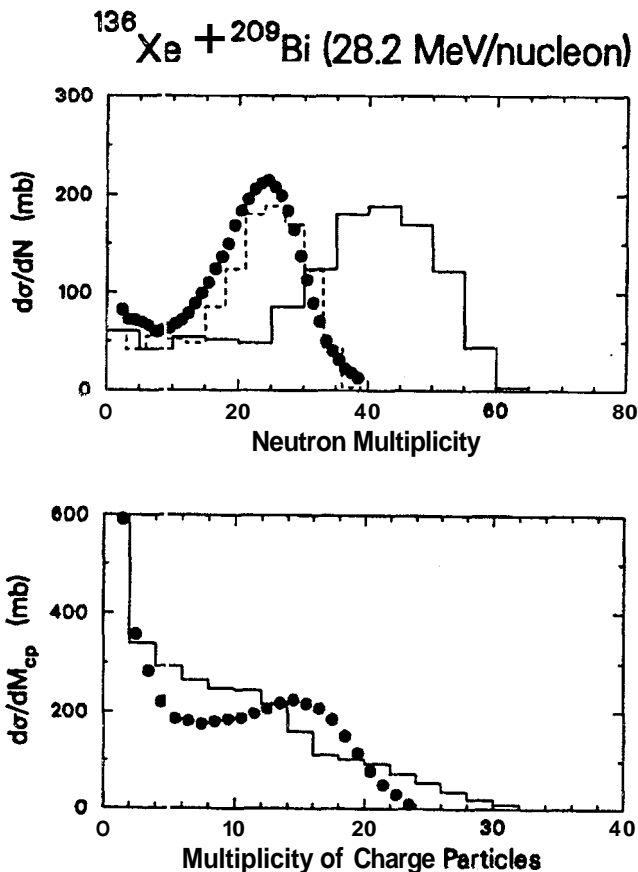 ¹³⁶Xe + ²⁰⁹Bi (28.2 MeV/nucleon)
300
200
100
0
dσ/dN (mb)
0 20 40 60 80
Neutron Multiplicity
600
400
200
0
dσ/dM_cp (mb)
0 10 20 30 40
Multiplicity of Charge Particles